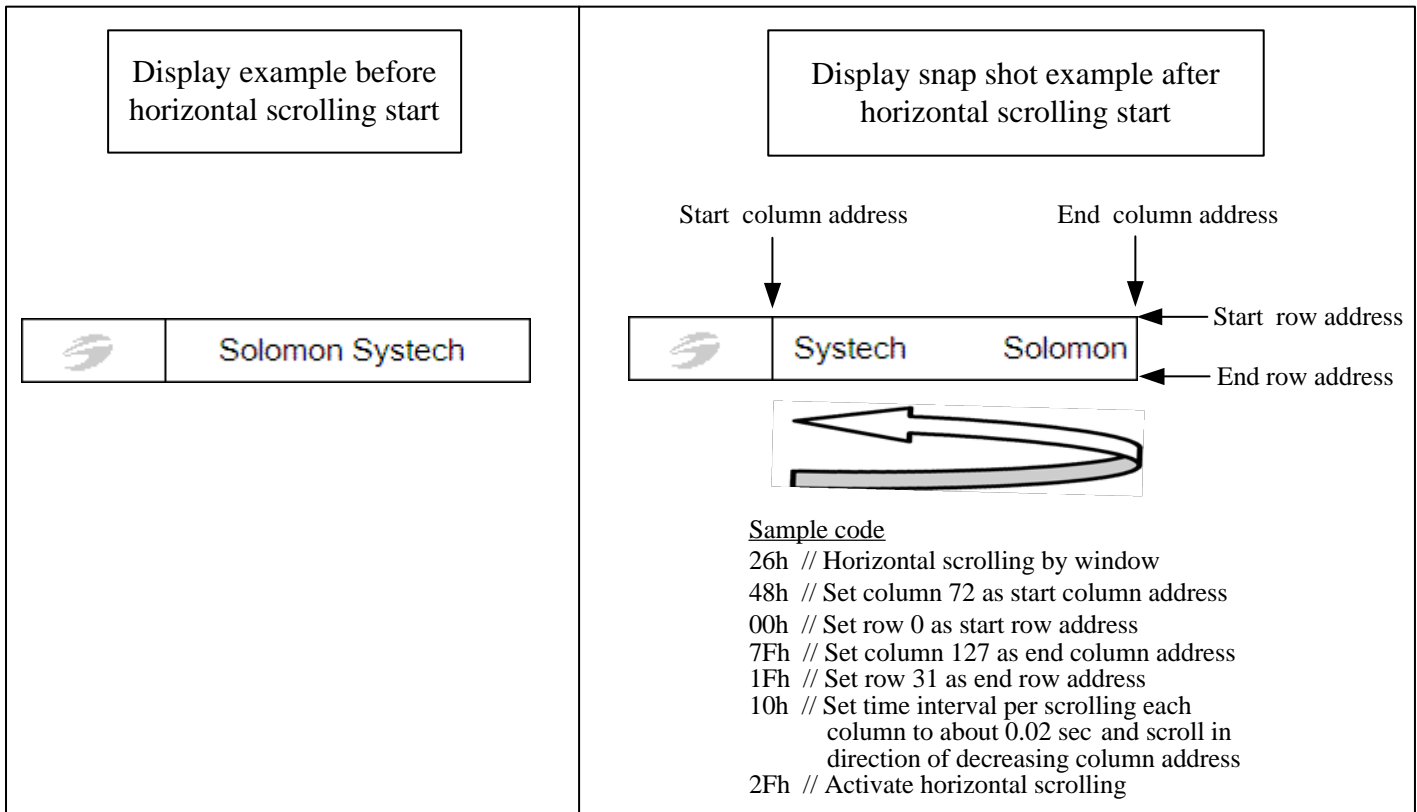 Display example before
horizontal scrolling start
Solomon Systech
Display snap shot example after
horizontal scrolling start
Start column address
End column address
Start row address
Systech Solomon
End row address
Sample code
26h // Horizontal scrolling by window
48h // Set column 72 as start column address
00h // Set row 0 as start row address
7Fh // Set column 127 as end column address
1Fh // Set row 31 as end row address
10h // Set time interval per scrolling each
column to about 0.02 sec and scroll in
direction of decreasing column address
2Fh // Activate horizontal scrolling